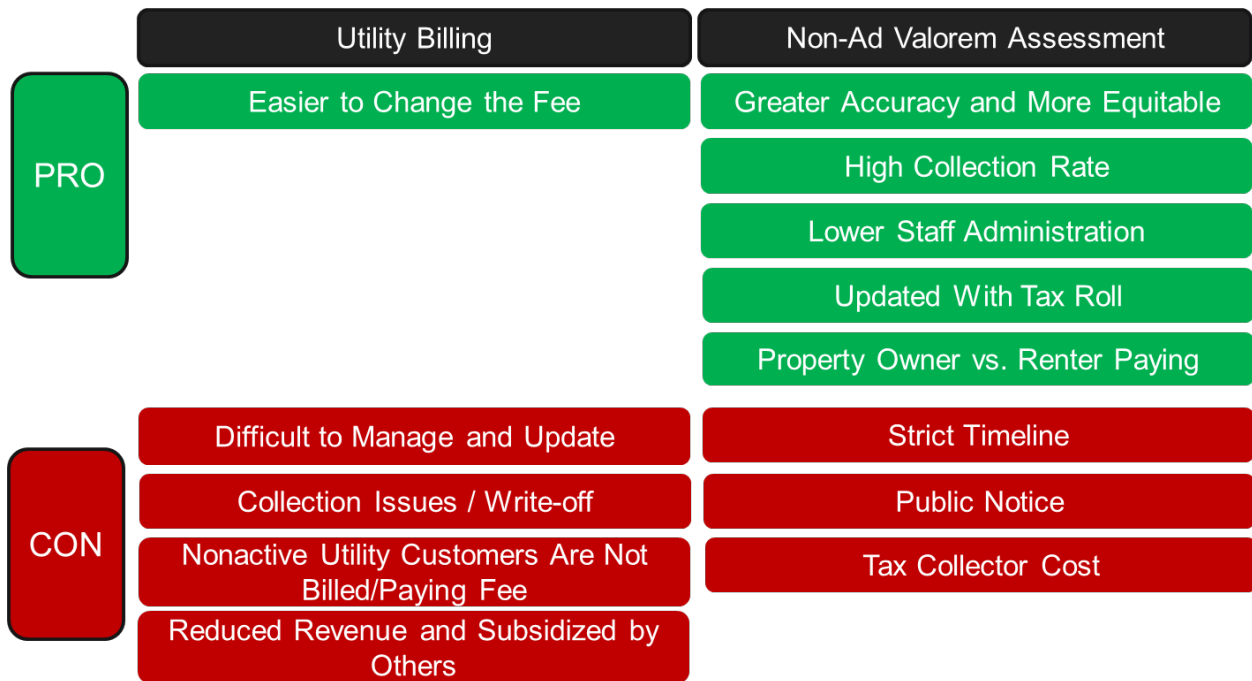 Utility Billing
Non-Ad Valorem Assessment
PRO
Easier to Change the Fee
Greater Accuracy and More Equitable
High Collection Rate
Lower Staff Administration
Updated With Tax Roll
Property Owner vs. Renter Paying
CON
Difficult to Manage and Update
Collection Issues / Write-off
Nonactive Utility Customers Are Not
Billed/Paying Fee
Reduced Revenue and Subsidized by
Others
Strict Timeline
Public Notice
Tax Collector Cost